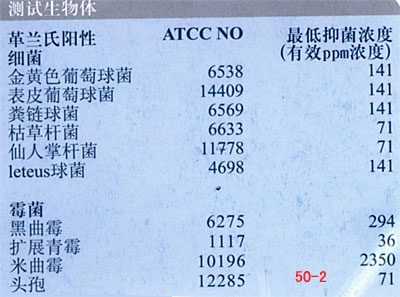 测试生物体
革兰氏阳性 ATCC NO 最低抑菌浓度
细菌 (有效ppm浓度)
金黄色葡萄球菌 6538 141
表皮葡萄球菌 14409 141
粪链球菌 6569 141
枯草杆菌 6633 71
仙人掌杆菌 11778 71
leteus球菌 4698 141
霉菌
黑曲霉 6275 294
扩展青霉 1117 36
米曲霉 10196 2350
头孢 12285 50-2 71